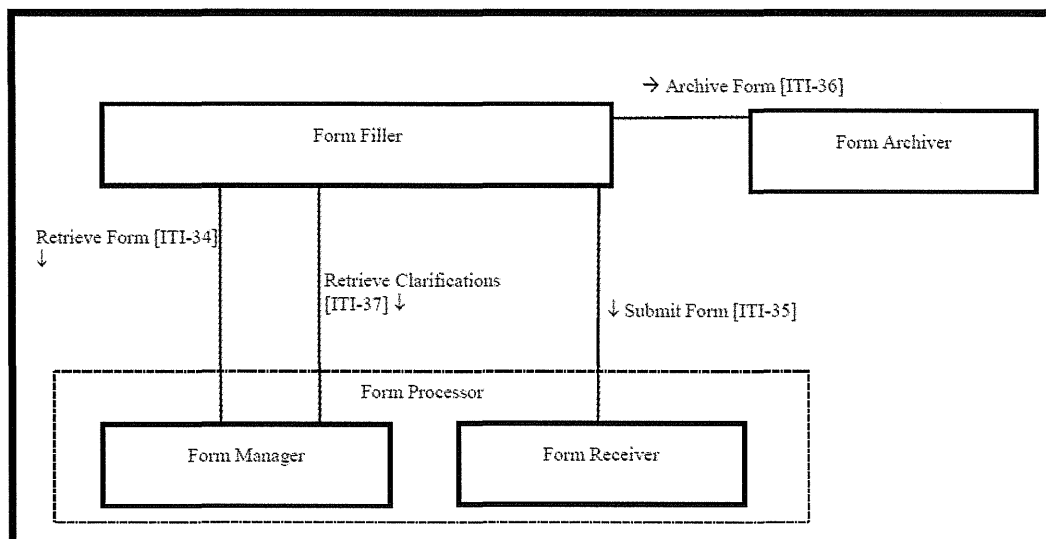 → Archive Form [ITI-36]
Form Filler
Form Archiver
Retrieve Form [ITI-34]
↓
Retrieve Clarifications
[ITI-37] ↓
↓ Submit Form [ITI-35]
Form Processor
Form Manager
Form Receiver